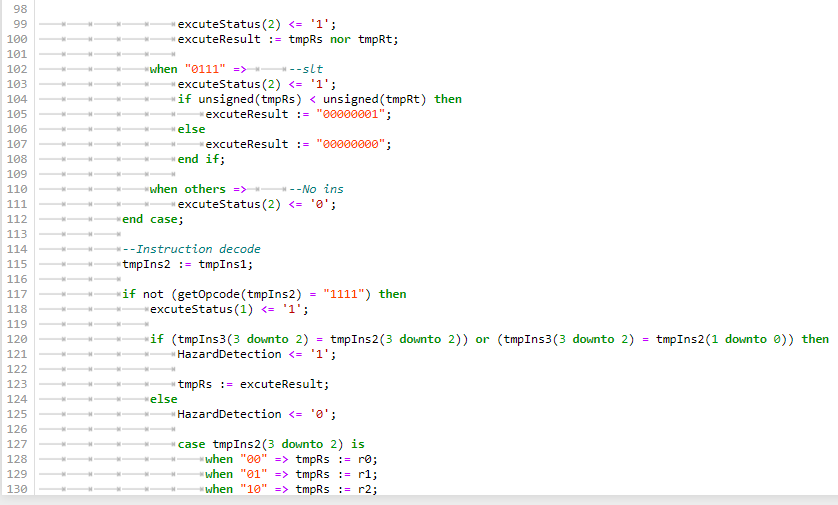 98
99 excuteStatus(2) <= '1';
100 excuteResult := tmpRs nor tmpRt;
101
102 when "0111" => --slt
103 excuteStatus(2) <= '1';
104 if unsigned(tmpRs) < unsigned(tmpRt) then
105 excuteResult := "00000001";
106 else
107 excuteResult := "00000000";
108 end if;
109
110 when others => --No ins
111 excuteStatus(2) <= '0';
112 end case;
113
114 --Instruction decode
115 tmpIns2 := tmpIns1;
116
117 if not (getOpcode(tmpIns2) = "1111") then
118 excuteStatus(1) <= '1';
119
120 if (tmpIns3(3 downto 2) = tmpIns2(3 downto 2)) or (tmpIns3(3 downto 2) = tmpIns2(1 downto 0)) then
121 HazardDetection <= '1';
122
123 tmpRs := excuteResult;
124 else
125 HazardDetection <= '0';
126
127 case tmpIns2(3 downto 2) is
128 when "00" => tmpRs := r0;
129 when "01" => tmpRs := r1;
130 when "10" => tmpRs := r2;